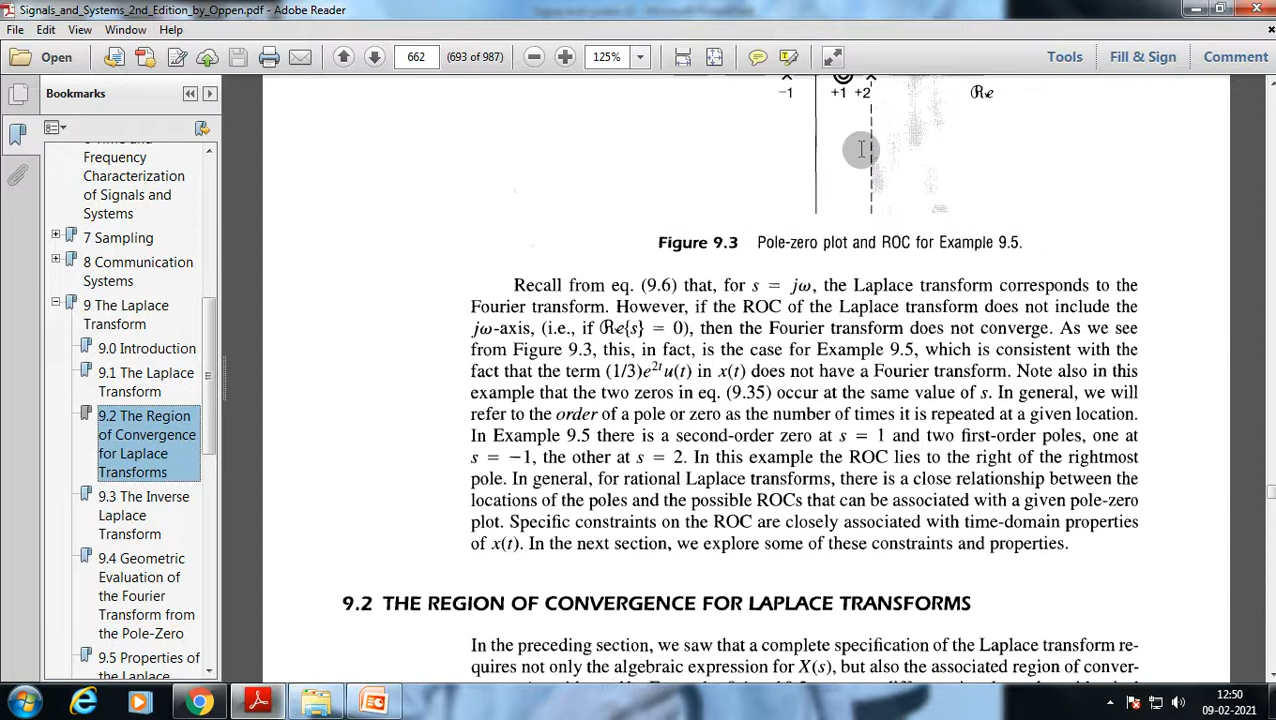 Signals_and_Systems_2nd_Edition_by_Oppen.pdf - Adobe Reader
File Edit View Window Help
Open
662
(693 of 987)
125%
Tools
Fill & Sign
Comment
Bookmarks
Frequency
Characterization
of Signals and
Systems
7 Sampling
8 Communication
Systems
9 The Laplace
Transform
9.0 Introduction
9.1 The Laplace
Transform
9.2 The Region
of Convergence
for Laplace
Transforms
9.3 The Inverse
Laplace
Transform
9.4 Geometric
Evaluation of
the Fourier
Transform from
the Pole-Zero
9.5 Properties of
the Laplace
−1 +1 +2 ℛe
Figure 9.3 Pole-zero plot and ROC for Example 9.5.
Recall from eq. (9.6) that, for s = jω, the Laplace transform corresponds to the
Fourier transform. However, if the ROC of the Laplace transform does not include the
jω-axis, (i.e., if ℛe{s} = 0), then the Fourier transform does not converge. As we see
from Figure 9.3, this, in fact, is the case for Example 9.5, which is consistent with the
fact that the term (1/3)e²ᵗu(t) in x(t) does not have a Fourier transform. Note also in this
example that the two zeros in eq. (9.35) occur at the same value of s. In general, we will
refer to the order of a pole or zero as the number of times it is repeated at a given location.
In Example 9.5 there is a second-order zero at s = 1 and two first-order poles, one at
s = −1, the other at s = 2. In this example the ROC lies to the right of the rightmost
pole. In general, for rational Laplace transforms, there is a close relationship between the
locations of the poles and the possible ROCs that can be associated with a given pole-zero
plot. Specific constraints on the ROC are closely associated with time-domain properties
of x(t). In the next section, we explore some of these constraints and properties.
9.2 THE REGION OF CONVERGENCE FOR LAPLACE TRANSFORMS
In the preceding section, we saw that a complete specification of the Laplace transform re-
quires not only the algebraic expression for X(s), but also the associated region of conver-
12:50
09-02-2021